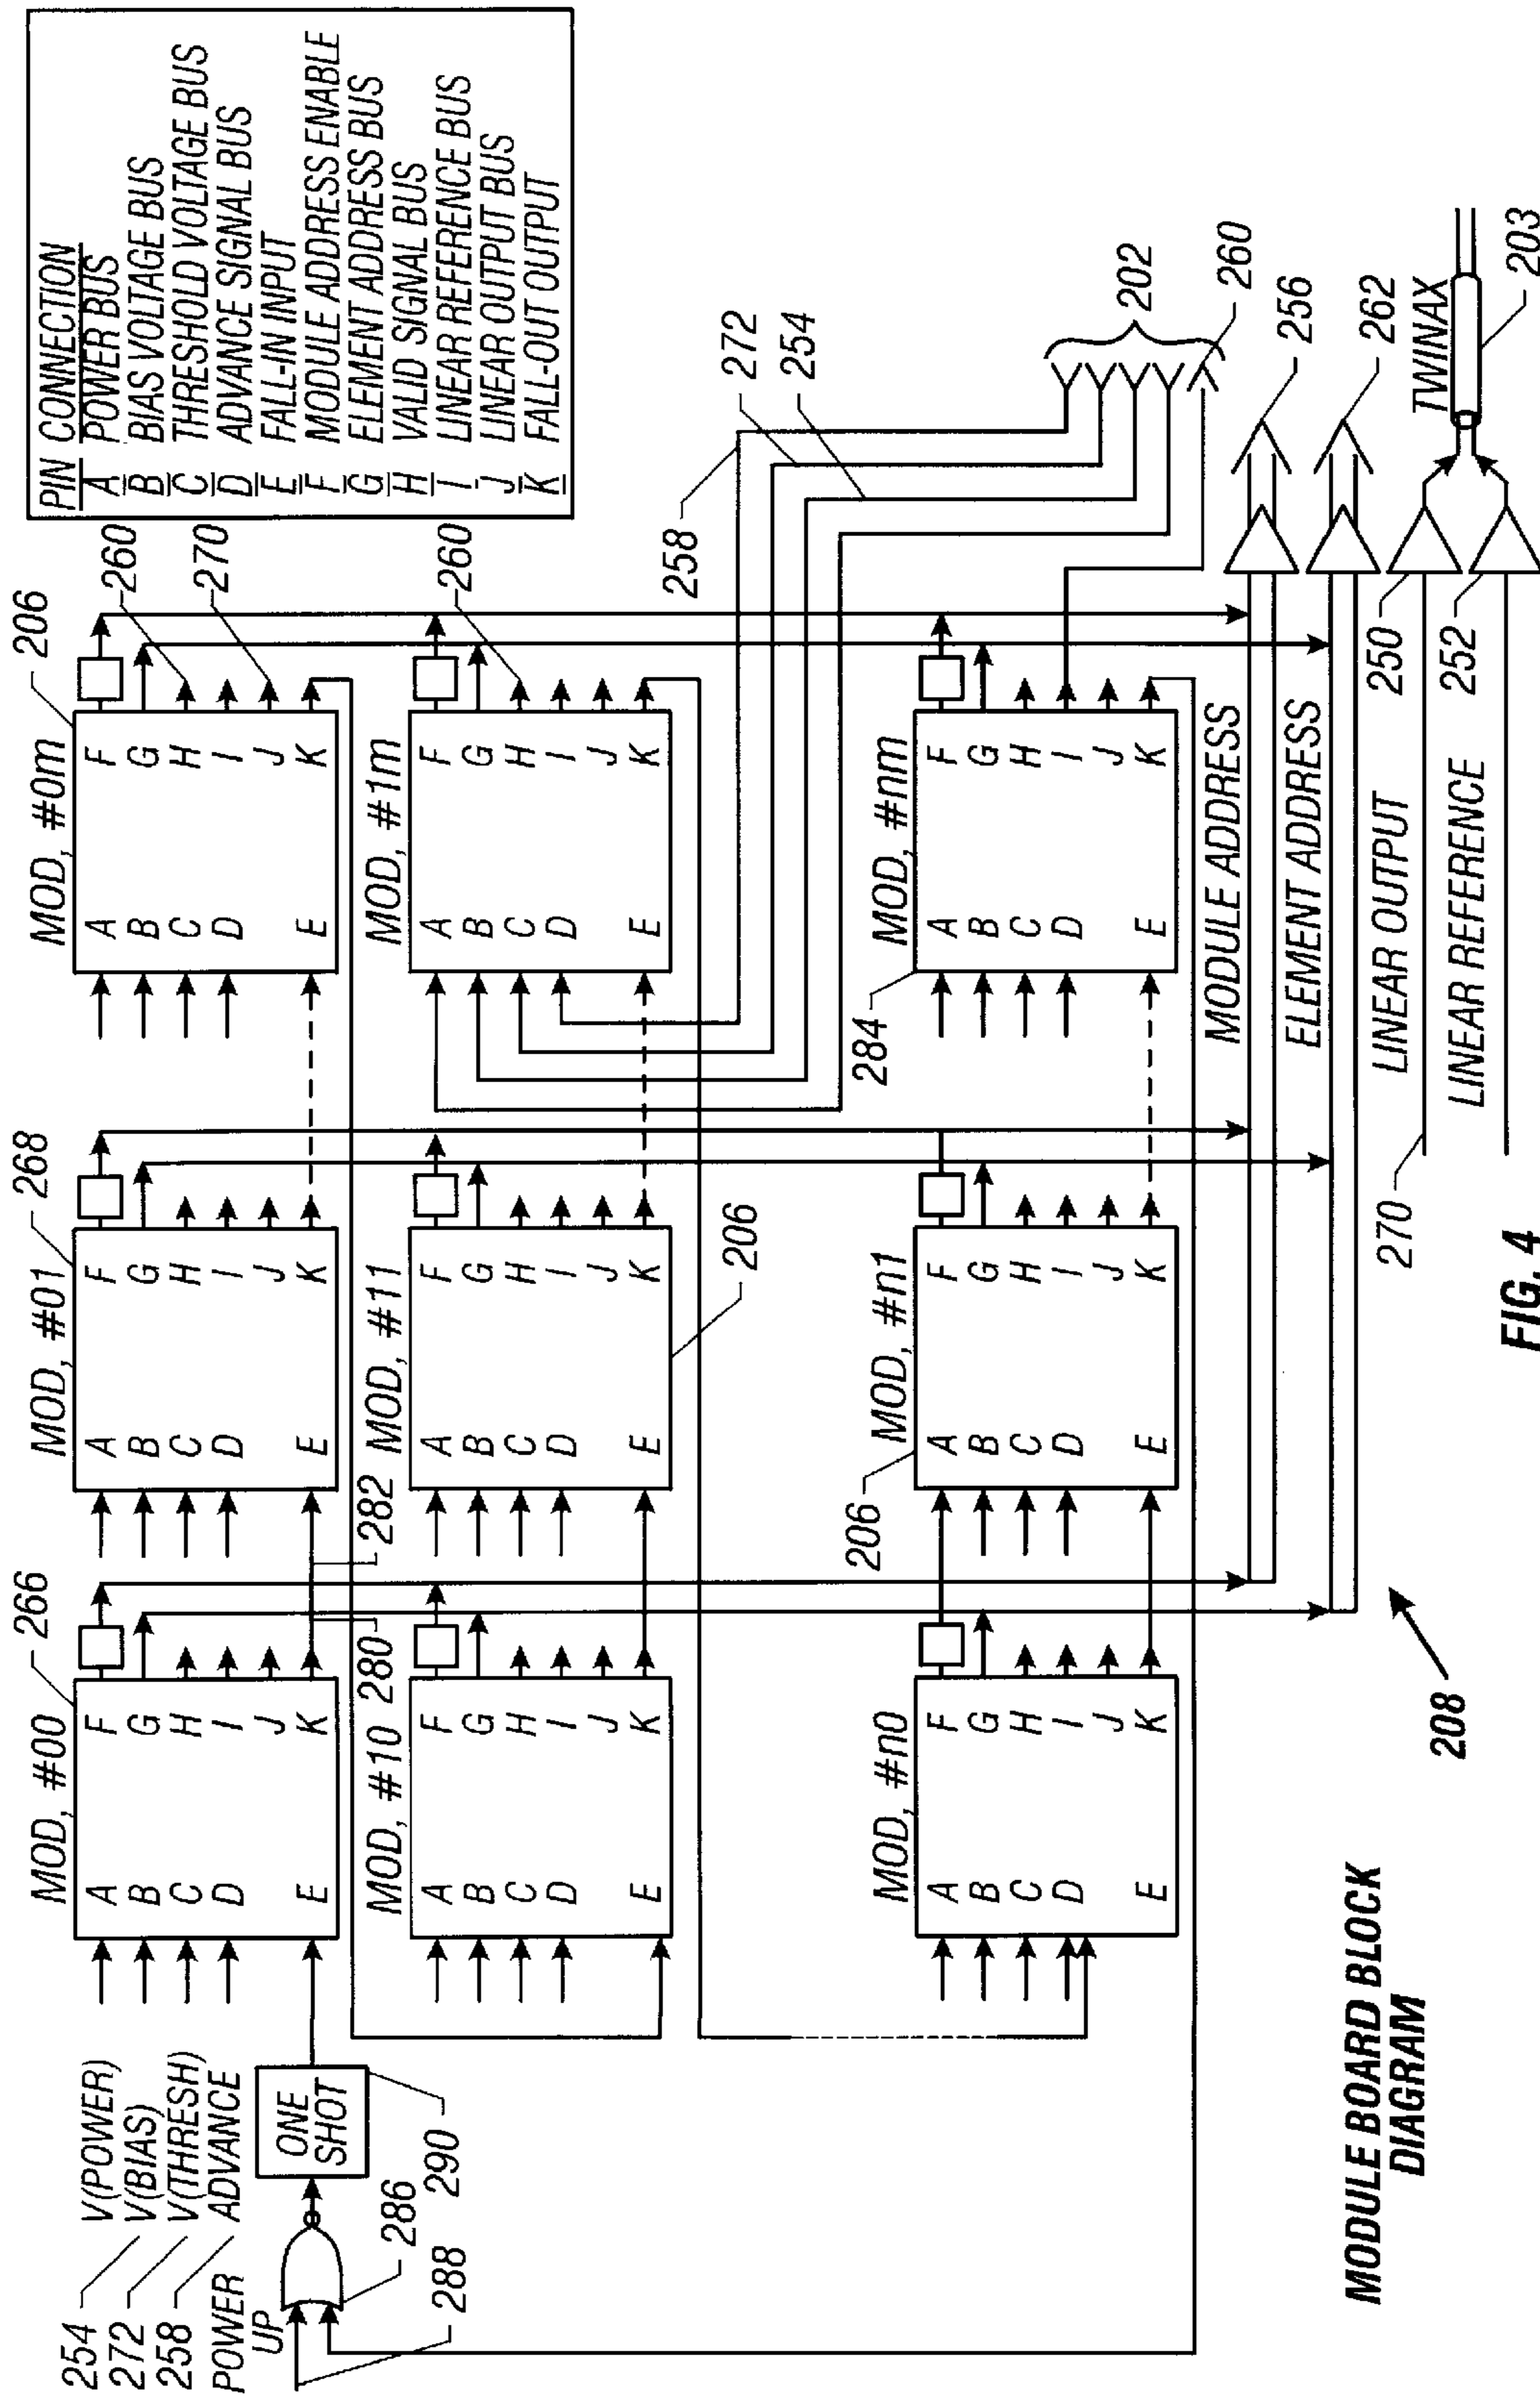 PIN CONNECTION
A POWER BUS
B BIAS VOLTAGE BUS
C THRESHOLD VOLTAGE BUS
D ADVANCE SIGNAL BUS
E FALL-IN INPUT
F MODULE ADDRESS ENABLE
G ELEMENT ADDRESS BUS
H VALID SIGNAL BUS
I LINEAR REFERENCE BUS
J LINEAR OUTPUT BUS
K FALL-OUT OUTPUT
254 V(POWER)
272 V(BIAS)
258 V(THRESH)
ADVANCE
POWER
UP
288
286
ONE
SHOT
290
MOD, #00
266
A F
B G
C H
D I
J
E K
280
282
MOD, #01
268
A F
B G
C H
D I
J
E K
MOD, #0m
206
A F
B G
C H
D I
J
E K
260
270
MOD, #10
A F
B G
C H
D I
J
E K
MOD, #11
A F
B G
C H
D I
J
E K
206
MOD, #1m
A F
B G
C H
D I
J
E K
260
258
272
254
202
260
MOD, #n0
A F
B G
C H
D I
J
E K
206
MOD, #n1
A F
B G
C H
D I
J
E K
284
MOD, #nm
A F
B G
C H
D I
J
E K
MODULE ADDRESS
256
ELEMENT ADDRESS
262
270
LINEAR OUTPUT
250
TWINAX
LINEAR REFERENCE
252
203
208
MODULE BOARD BLOCK
DIAGRAM
FIG. 4